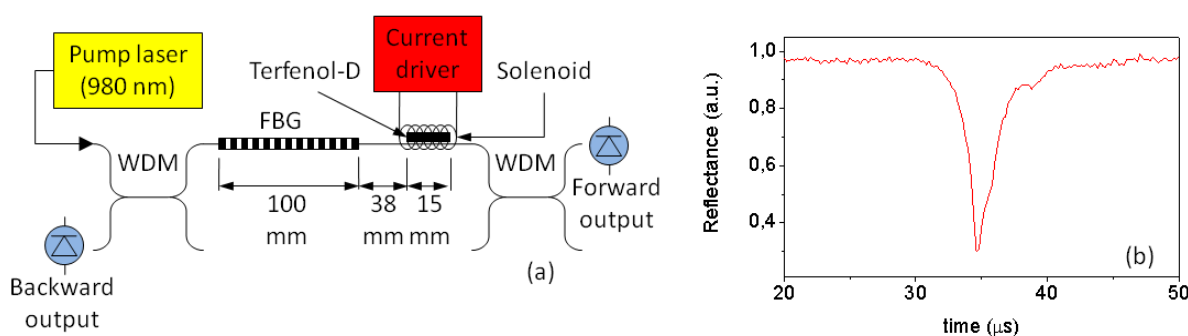 Pump laser
(980 nm)
Current
driver
Terfenol-D
Solenoid
FBG
WDM
WDM
100
mm
38
mm
15
mm
Forward
output
Backward
output
(a)
1,0
0,8
0,6
0,4
Reflectance (a.u.)
20
30
40
50
time (μs)
(b)